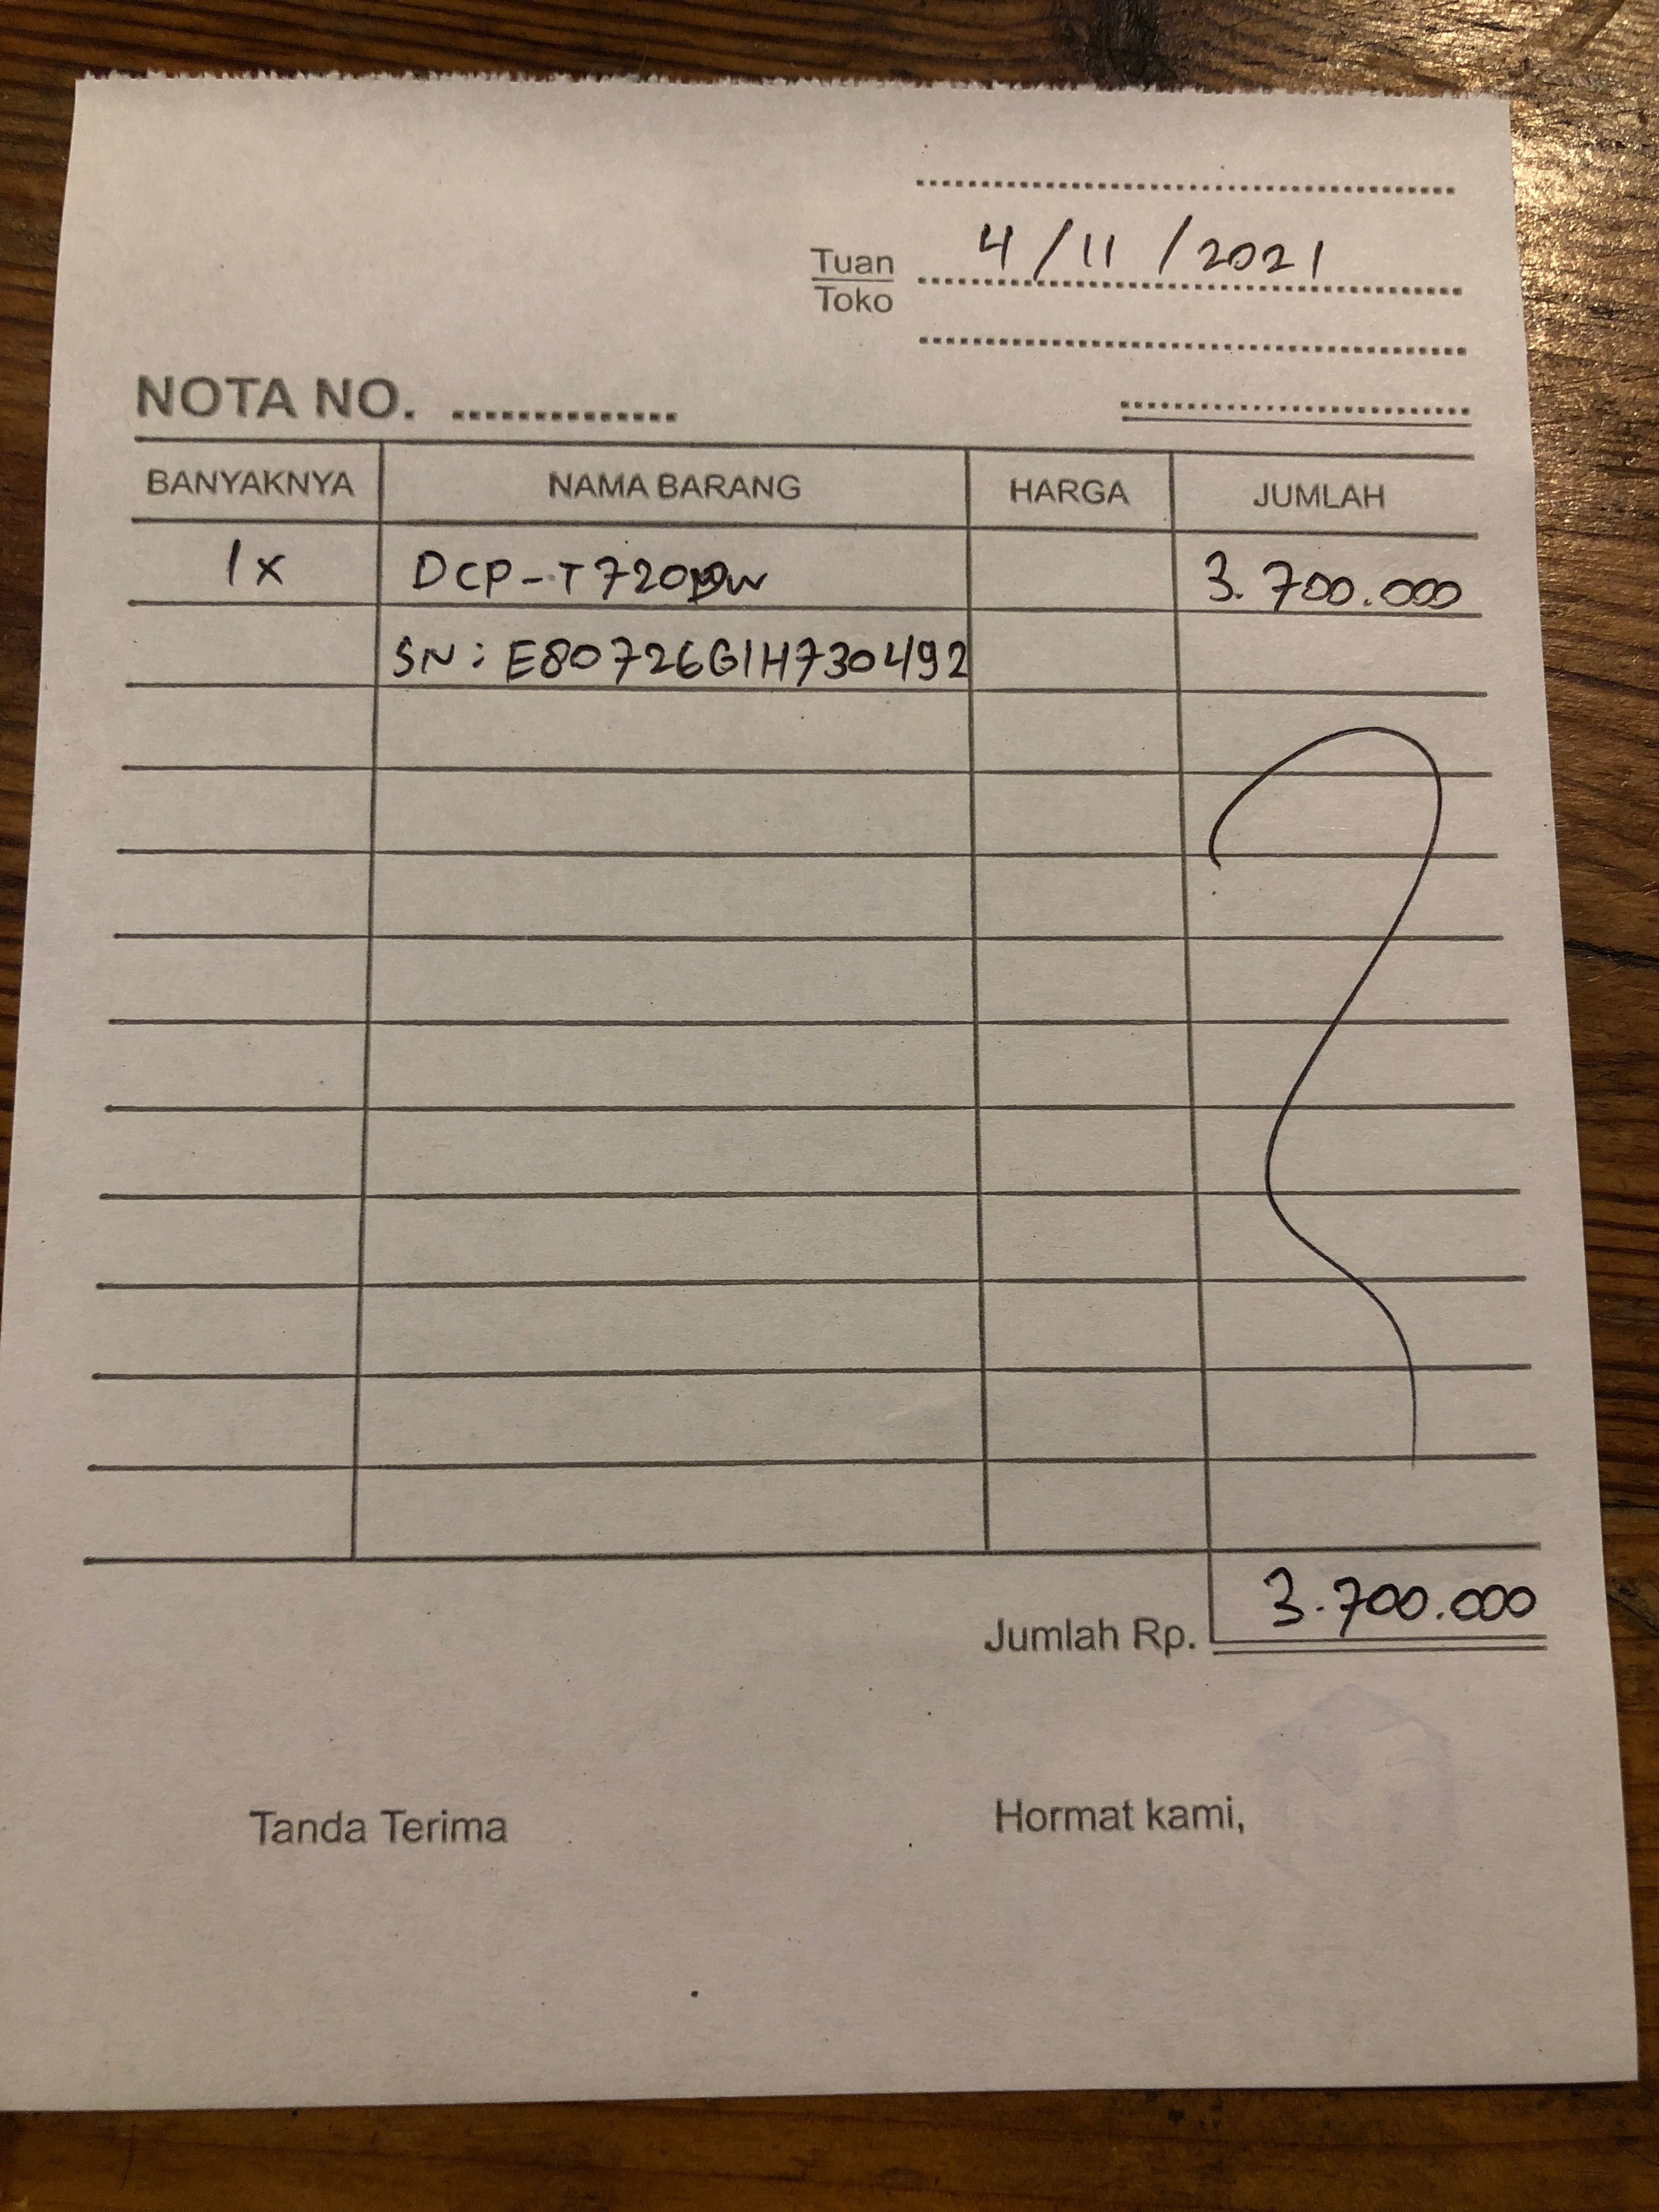 4/11/2021
Tuan
Toko
NOTA NO. ..............
BANYAKNYA NAMA BARANG HARGA JUMLAH
1x DCP-T720DW 3.700.000
SN: E80726G1H730492
Jumlah Rp. 3.700.000
Tanda Terima Hormat kami,